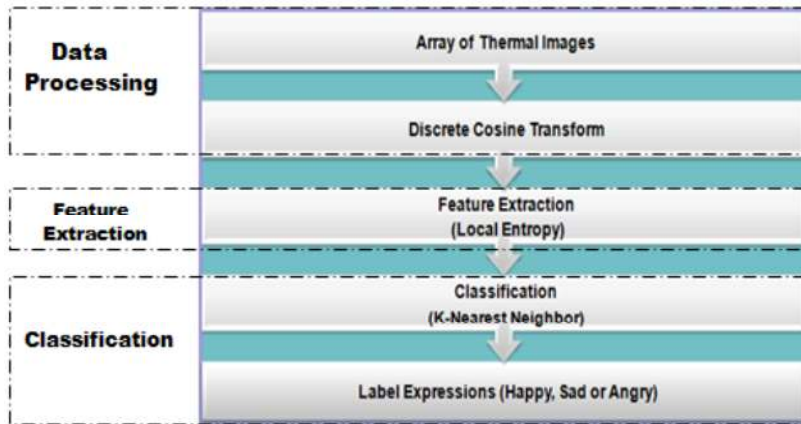 Data
Processing
Array of Thermal Images
Discrete Cosine Transform
Feature
Extraction
Feature Extraction
(Local Entropy)
Classification
Classification
(K-Nearest Neighbor)
Label Expressions (Happy, Sad or Angry)